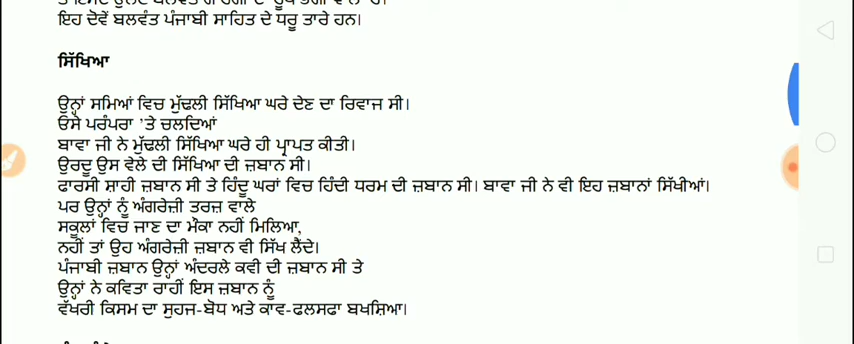 ਇਹ ਦੋਵੇਂ ਬਲਵੰਤ ਪੰਜਾਬੀ ਸਾਹਿਤ ਦੇ ਧਰੂ ਤਾਰੇ ਹਨ।
ਸਿੱਖਿਆ
ਉਨ੍ਹਾਂ ਸਮਿਆਂ ਵਿਚ ਮੁੱਢਲੀ ਸਿੱਖਿਆ ਘਰੇ ਦੇਣ ਦਾ ਰਿਵਾਜ ਸੀ।
ਓਸੇ ਪਰੰਪਰਾ ’ਤੇ ਚਲਦਿਆਂ
ਬਾਵਾ ਜੀ ਨੇ ਮੁੱਢਲੀ ਸਿੱਖਿਆ ਘਰੇ ਹੀ ਪ੍ਰਾਪਤ ਕੀਤੀ।
ਉਰਦੂ ਉਸ ਵੇਲੇ ਦੀ ਸਿੱਖਿਆ ਦੀ ਜ਼ਬਾਨ ਸੀ।
ਫਾਰਸੀ ਸ਼ਾਹੀ ਜ਼ਬਾਨ ਸੀ ਤੇ ਹਿੰਦੂ ਘਰਾਂ ਵਿਚ ਹਿੰਦੀ ਧਰਮ ਦੀ ਜ਼ਬਾਨ ਸੀ। ਬਾਵਾ ਜੀ ਨੇ ਵੀ ਇਹ ਜ਼ਬਾਨਾਂ ਸਿੱਖੀਆਂ।
ਪਰ ਉਨ੍ਹਾਂ ਨੂੰ ਅੰਗਰੇਜ਼ੀ ਤਰਜ਼ ਵਾਲੇ
ਸਕੂਲਾਂ ਵਿਚ ਜਾਣ ਦਾ ਮੌਕਾ ਨਹੀਂ ਮਿਲਿਆ,
ਨਹੀਂ ਤਾਂ ਉਹ ਅੰਗਰੇਜ਼ੀ ਜ਼ਬਾਨ ਵੀ ਸਿੱਖ ਲੈਂਦੇ।
ਪੰਜਾਬੀ ਜ਼ਬਾਨ ਉਨ੍ਹਾਂ ਅੰਦਰਲੇ ਕਵੀ ਦੀ ਜ਼ਬਾਨ ਸੀ ਤੇ
ਉਨ੍ਹਾਂ ਨੇ ਕਵਿਤਾ ਰਾਹੀਂ ਇਸ ਜ਼ਬਾਨ ਨੂੰ
ਵੱਖਰੀ ਕਿਸਮ ਦਾ ਸੁਹਜ-ਬੋਧ ਅਤੇ ਕਾਵ-ਫਲਸਫਾ ਬਖਸ਼ਿਆ।